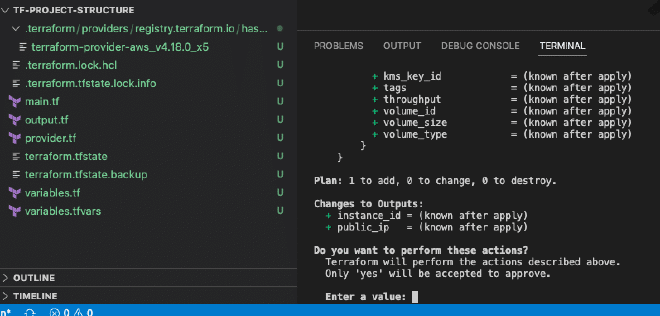 TF-PROJECT-STRUCTURE
.terraform/providers/registry.terraform.io/has...
terraform-provider-aws_v4.18.0_x5 U
.terraform.lock.hcl U
.terraform.tfstate.lock.info U
main.tf U
output.tf U
provider.tf U
terraform.tfstate U
terraform.tfstate.backup U
variables.tf U
variables.tfvars U
OUTLINE
TIMELINE
0 0
PROBLEMS OUTPUT DEBUG CONSOLE TERMINAL
+ kms_key_id = (known after apply)
+ tags = (known after apply)
+ throughput = (known after apply)
+ volume_id = (known after apply)
+ volume_size = (known after apply)
+ volume_type = (known after apply)
}
}
Plan: 1 to add, 0 to change, 0 to destroy.
Changes to Outputs:
+ instance_id = (known after apply)
+ public_ip = (known after apply)
Do you want to perform these actions?
Terraform will perform the actions described above.
Only 'yes' will be accepted to approve.
Enter a value: